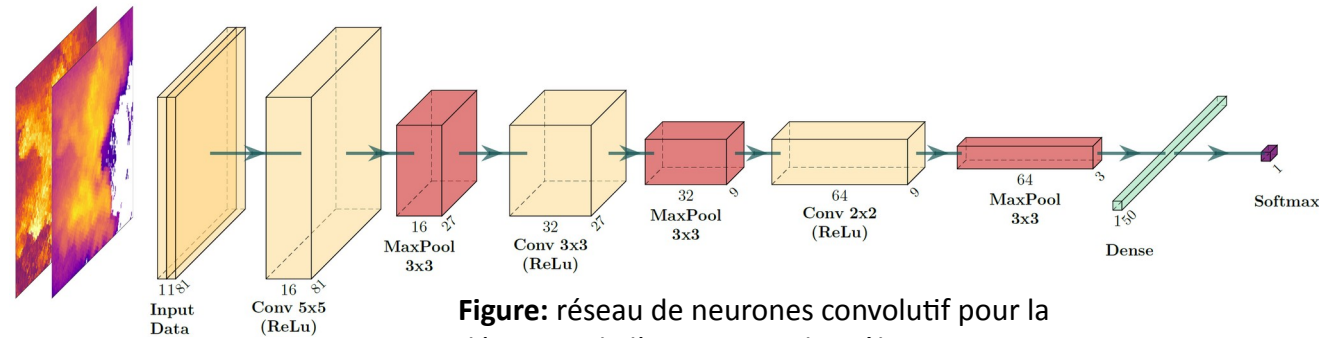 11 81
Input
Data
16 81
Conv 5x5
(ReLu)
16 27
MaxPool
3x3
32 27
Conv 3x3
(ReLu)
32 9
MaxPool
3x3
64 9
Conv 2x2
(ReLu)
64 3
MaxPool
3x3
1 50
Dense
1
Softmax
Figure: réseau de neurones convolutif pour la